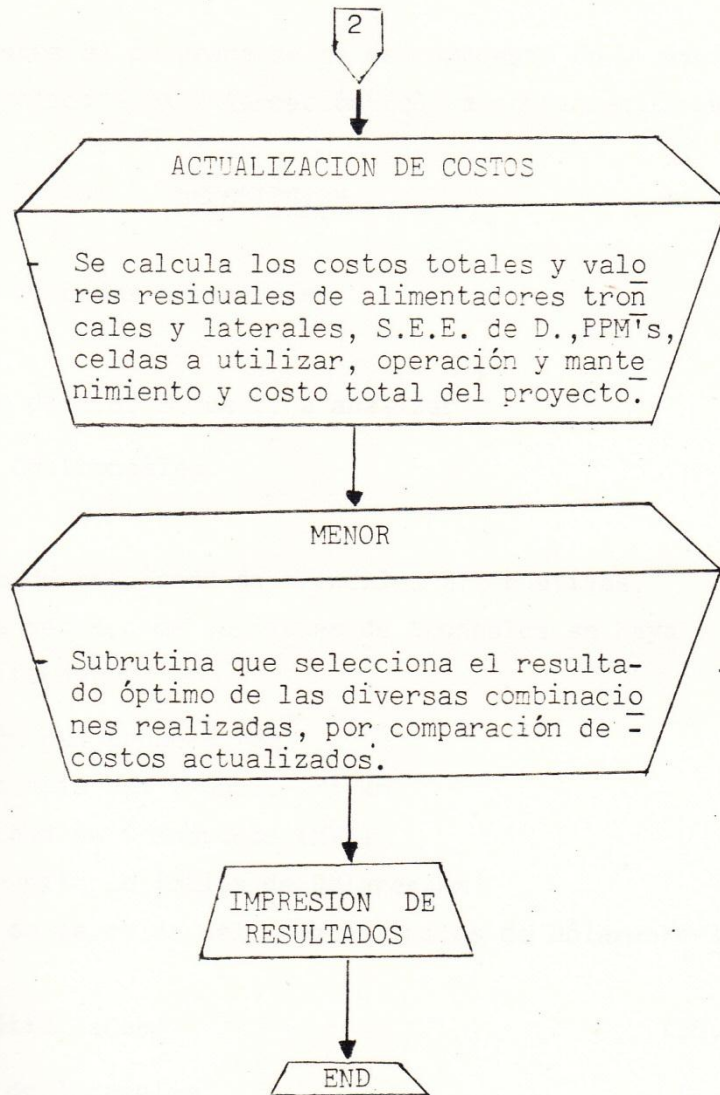 2
ACTUALIZACION DE COSTOS
- Se calcula los costos totales y valo
res residuales de alimentadores tron
cales y laterales, S.E.E. de D.,PPM's,
celdas a utilizar, operación y mante
nimiento y costo total del proyecto.
MENOR
- Subrutina que selecciona el resulta-
do óptimo de las diversas combinacio
nes realizadas, por comparación de -
costos actualizados.
IMPRESION DE
RESULTADOS
END